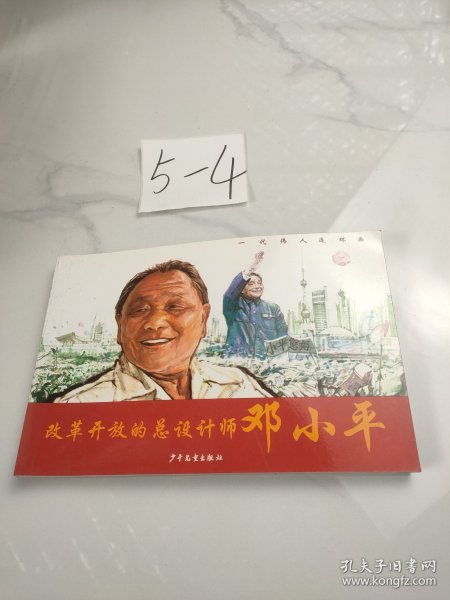 5-4
一代伟人连环画
改革开放的总设计师邓小平
少年儿童出版社
孔夫子旧书网
www.kongfz.com